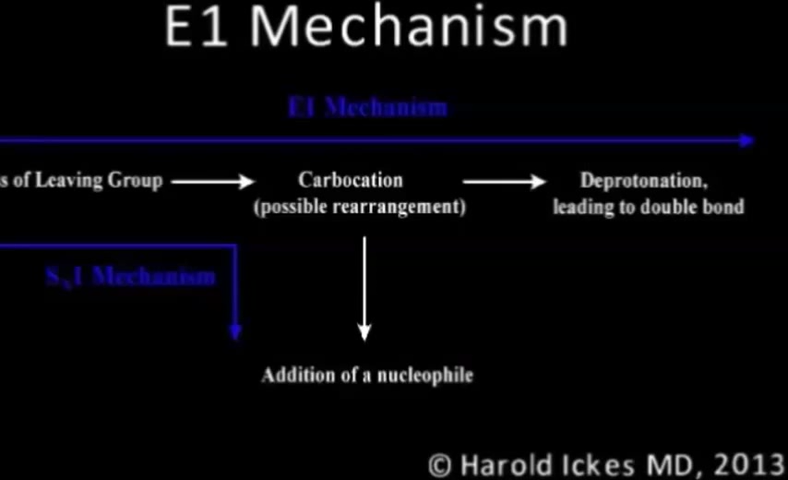 E1 Mechanism
E1 Mechanism
s of Leaving Group
Carbocation
(possible rearrangement)
Deprotonation,
leading to double bond
SN1 Mechanism
Addition of a nucleophile
© Harold Ickes MD, 2013